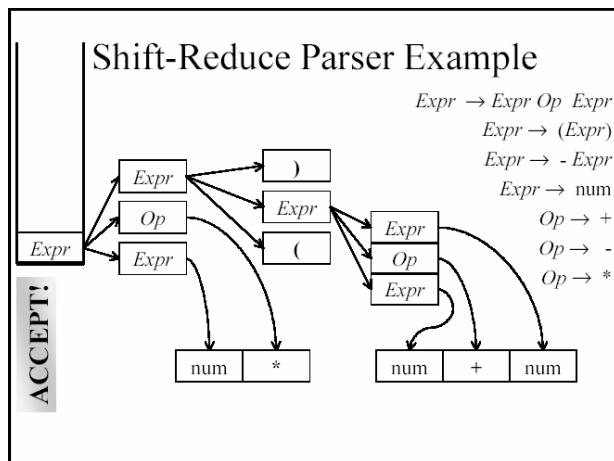 Shift-Reduce Parser Example
Expr → Expr Op Expr
Expr → (Expr)
Expr → - Expr
Expr → num
Op → +
Op → -
Op → *
Expr
Expr
Op
Expr
)
Expr
(
Expr
Op
Expr
num *
num + num
ACCEPT!